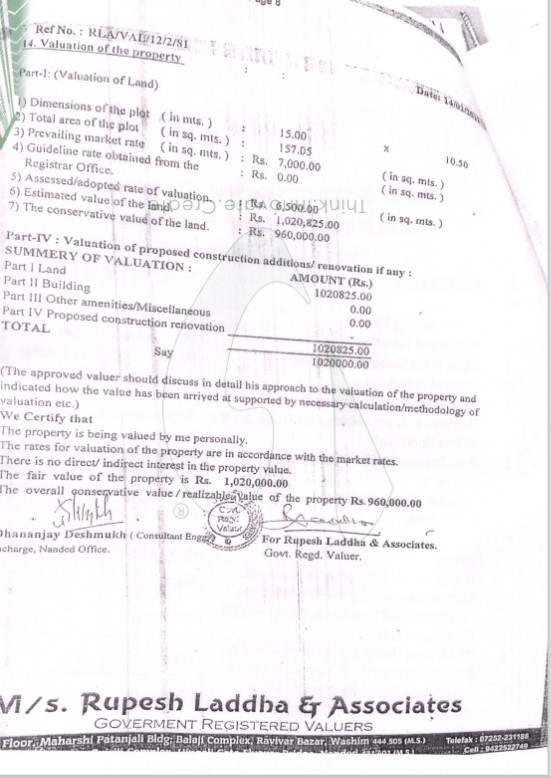 Page 8
Ref No. : RLA/VAL/12/2/81
Date: 14/02/
14. Valuation of the property
Part-I: (Valuation of Land)
1) Dimensions of the plot ( in mts. ) : 15.00 x 10.50
2) Total area of the plot ( in sq. mts. ) : 157.05 ( in sq. mts. )
3) Prevailing market rate ( in sq. mts. ) : Rs. 7,000.00 ( in sq. mts. )
4) Guideline rate obtained from the : Rs. 0.00
Registrar Office.
5) Assessed/adopted rate of valuation. : Rs. 6,500.00 ( in sq. mts. )
6) Estimated value of the land. : Rs. 1,020,825.00
7) The conservative value of the land. : Rs. 960,000.00
Part-IV : Valuation of proposed construction additions/ renovation if any :
SUMMERY OF VALUATION : AMOUNT (Rs.)
Part I Land 1020825.00
Part II Building 0.00
Part III Other amenities/Miscellaneous 0.00
Part IV Proposed construction renovation -
TOTAL 1020825.00
Say 1020000.00
(The approved valuer should discuss in detail his approach to the valuation of the property and
indicated how the value has been arrived at supported by necessary calculation/methodology of
valuation etc.)
We Certify that
The property is being valued by me personally.
The rates for valuation of the property are in accordance with the market rates.
There is no direct/ indirect interest in the property value.
The fair value of the property is Rs. 1,020,000.00
The overall conservative value / realizable value of the property Rs. 960,000.00
Govt. Regd. Valuer
Dhananjay Deshmukh ( Consultant Engg. For Rupesh Laddha & Associates.
Incharge, Nanded Office. Govt. Regd. Valuer.
Think.Simple.Credit
M/s. Rupesh Laddha & Associates
GOVERMENT REGISTERED VALUERS
Floor, Maharshi Patanjali Bldg; Balaji Complex, Ravivar Bazar, Washim 444 505 (M.S.) Telefax : 07252-231188
Cell : 9422522749